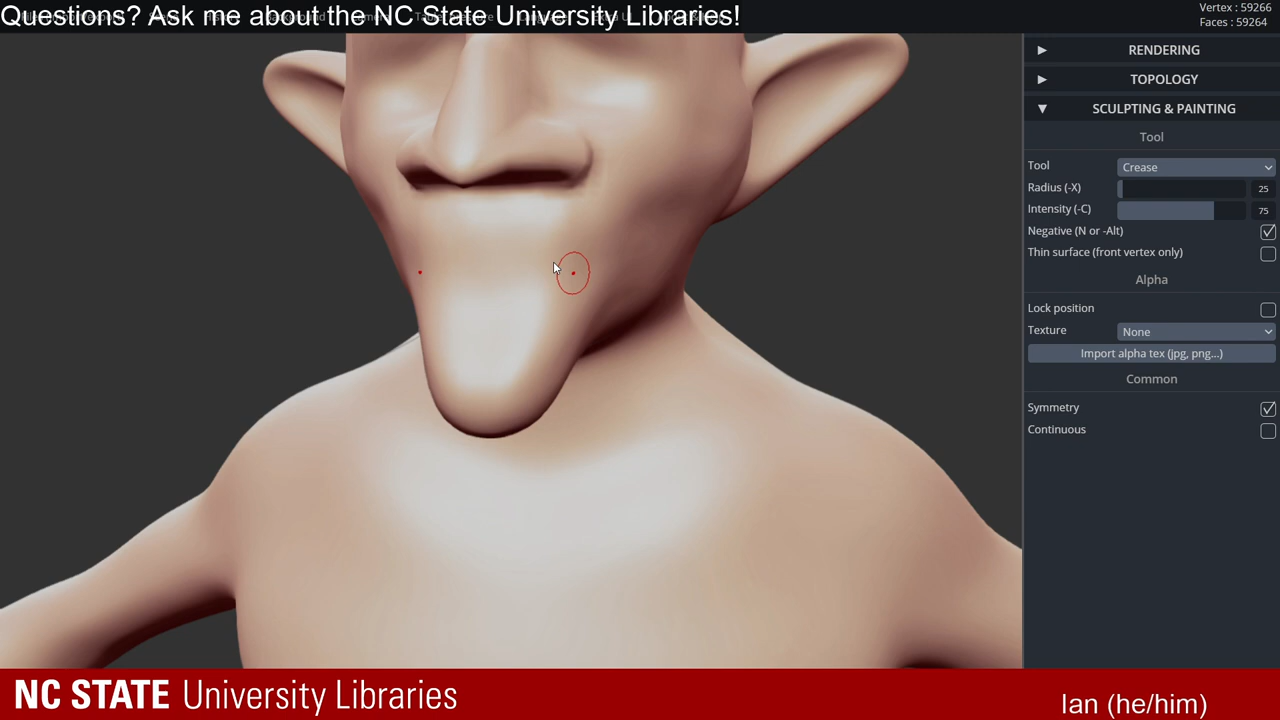 Questions? Ask me about the NC State University Libraries!
Vertex : 59266
Faces : 59264
RENDERING
TOPOLOGY
SCULPTING & PAINTING
Tool
Tool Crease
Radius (-X) 25
Intensity (-C) 75
Negative (N or -Alt)
Thin surface (front vertex only)
Alpha
Lock position
Texture None
Import alpha tex (jpg, png...)
Common
Symmetry
Continuous
NC STATE University Libraries
Ian (he/him)